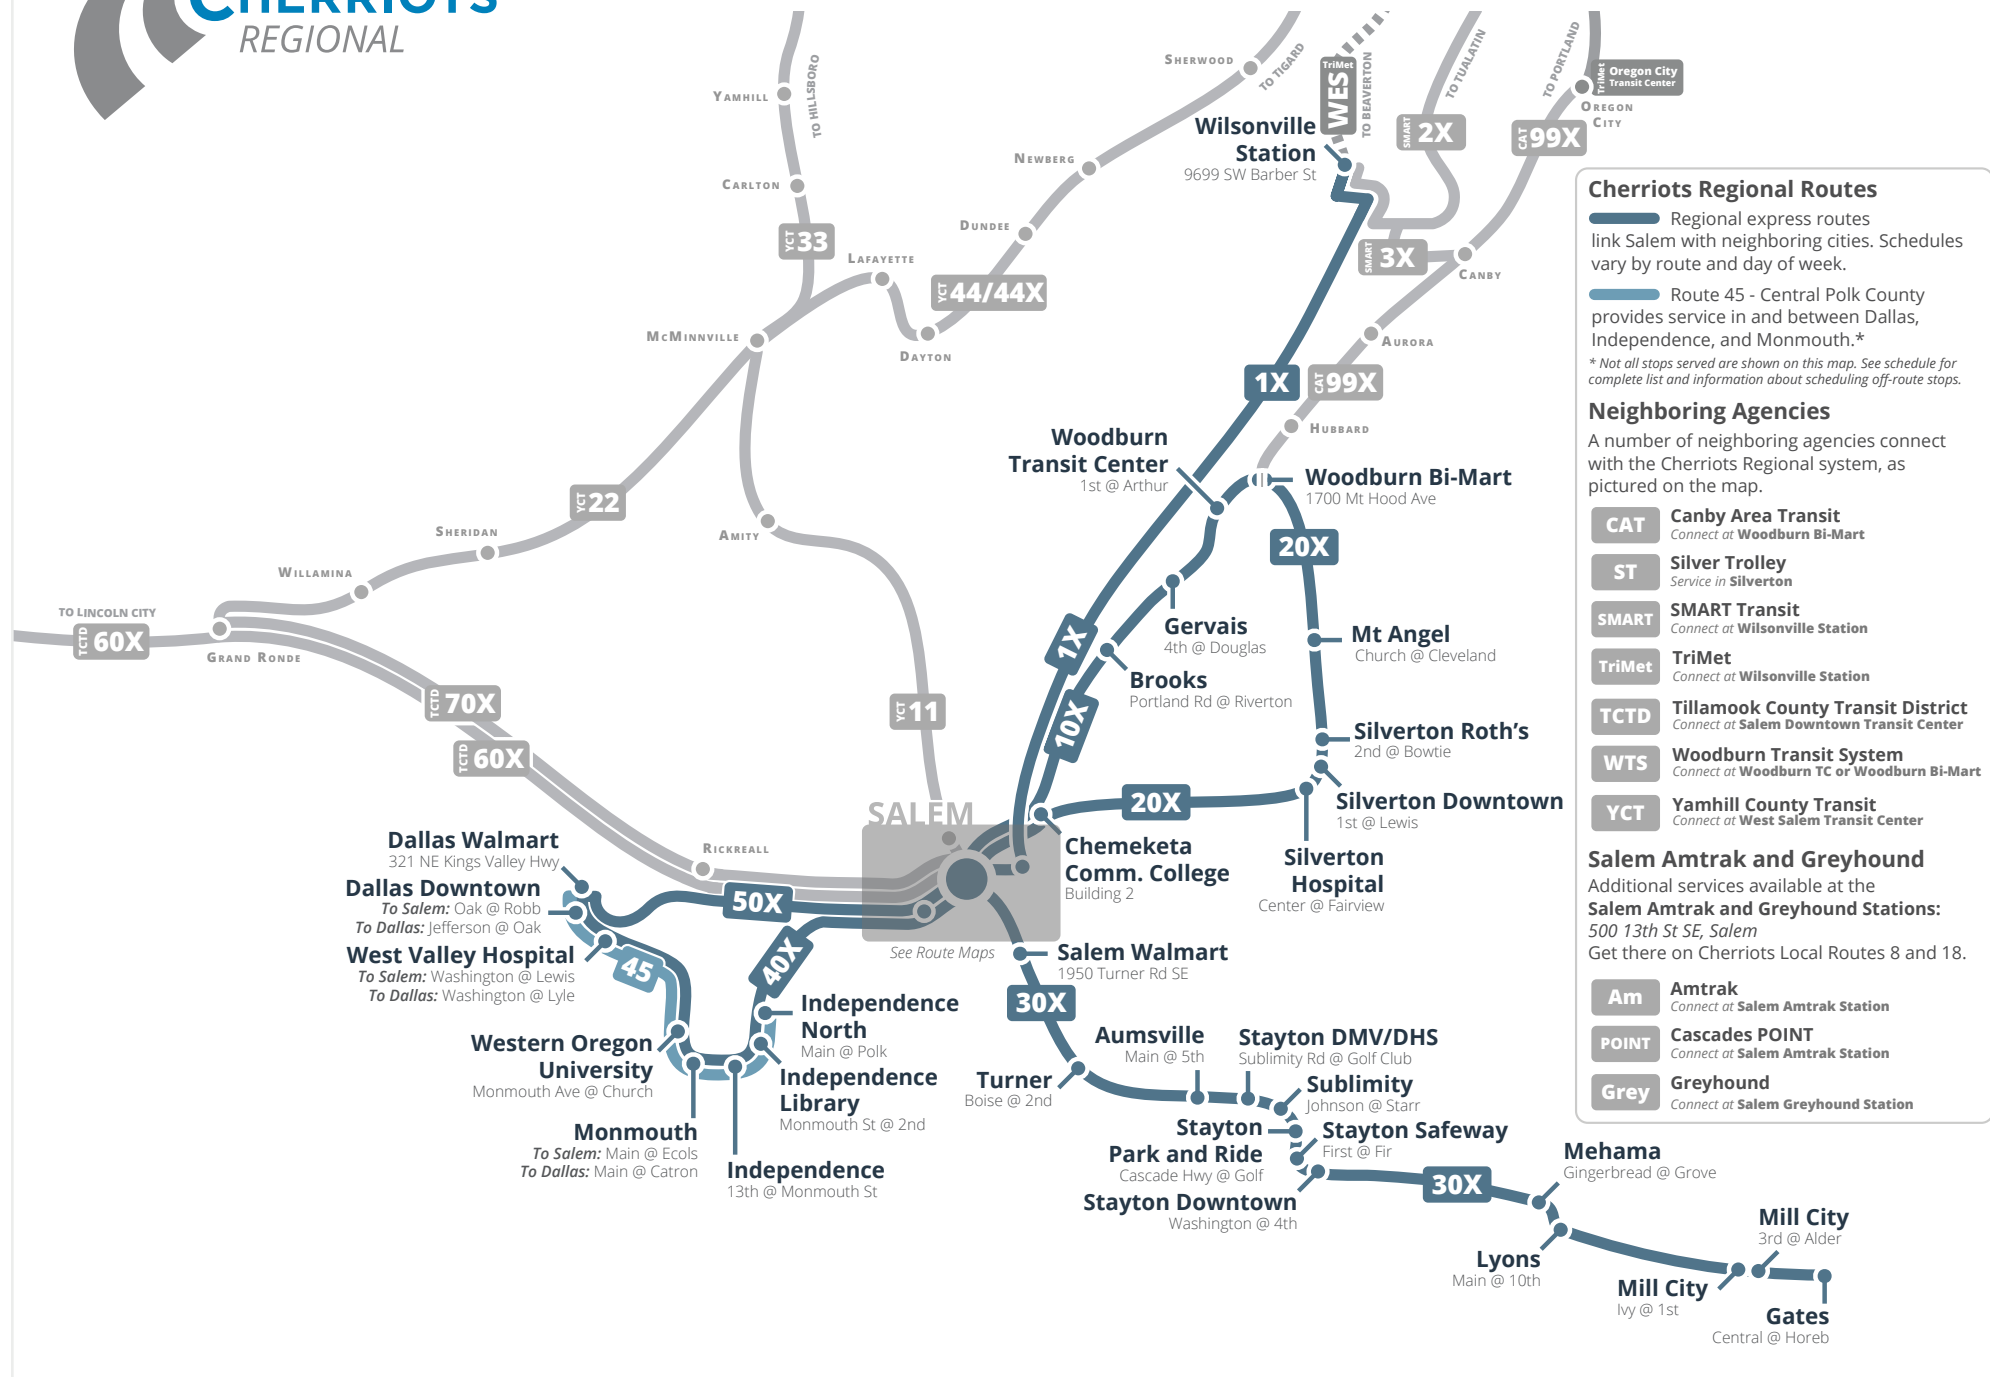 CHERRIOTS
REGIONAL
YAMHILL
TO HILLSBORO
CARLTON
YCT 33
LAFAYETTE
MCMINNVILLE
DAYTON
YCT 44/44X
DUNDEE
NEWBERG
SHERWOOD
TO TIGARD
TriMet
WES
TO BEAVERTON
TO TUALATIN
TO PORTLAND
TriMet
Oregon City
Transit Center
OREGON
CITY
SMART 2X
CAT 99X
Wilsonville
Station
9699 SW Barber St
SMART 3X
CANBY
AURORA
1X
CAT 99X
HUBBARD
Woodburn
Transit Center
1st @ Arthur
Woodburn Bi-Mart
1700 Mt Hood Ave
20X
YCT 22
SHERIDAN
AMITY
WILLAMINA
TO LINCOLN CITY
TCTD 60X
GRAND RONDE
TCTD 70X
TCTD 60X
YCT 11
1X
10X
Gervais
4th @ Douglas
Brooks
Portland Rd @ Riverton
Mt Angel
Church @ Cleveland
Silverton Roth's
2nd @ Bowtie
20X
Silverton Downtown
1st @ Lewis
Silverton
Hospital
Center @ Fairview
SALEM
Chemeketa
Comm. College
Building 2
See Route Maps
RICKREALL
50X
Dallas Walmart
321 NE Kings Valley Hwy
Dallas Downtown
To Salem: Oak @ Robb
To Dallas: Jefferson @ Oak
West Valley Hospital
To Salem: Washington @ Lewis
To Dallas: Washington @ Lyle
45
40X
Western Oregon
University
Monmouth Ave @ Church
Monmouth
To Salem: Main @ Ecols
To Dallas: Main @ Catron
Independence
13th @ Monmouth St
Independence
North
Main @ Polk
Independence
Library
Monmouth St @ 2nd
Salem Walmart
1950 Turner Rd SE
30X
Turner
Boise @ 2nd
Aumsville
Main @ 5th
Stayton DMV/DHS
Sublimity Rd @ Golf Club
Sublimity
Johnson @ Starr
Stayton
Park and Ride
Cascade Hwy @ Golf
Stayton Safeway
First @ Fir
Stayton Downtown
Washington @ 4th
30X
Mehama
Gingerbread @ Grove
Lyons
Main @ 10th
Mill City
3rd @ Alder
Mill City
Ivy @ 1st
Gates
Central @ Horeb
Cherriots Regional Routes
Regional express routes
link Salem with neighboring cities. Schedules
vary by route and day of week.
Route 45 - Central Polk County
provides service in and between Dallas,
Independence, and Monmouth.*
* Not all stops served are shown on this map. See schedule for
complete list and information about scheduling off-route stops.
Neighboring Agencies
A number of neighboring agencies connect
with the Cherriots Regional system, as
pictured on the map.
CAT Canby Area Transit
Connect at Woodburn Bi-Mart
ST Silver Trolley
Service in Silverton
SMART SMART Transit
Connect at Wilsonville Station
TriMet TriMet
Connect at Wilsonville Station
TCTD Tillamook County Transit District
Connect at Salem Downtown Transit Center
WTS Woodburn Transit System
Connect at Woodburn TC or Woodburn Bi-Mart
YCT Yamhill County Transit
Connect at West Salem Transit Center
Salem Amtrak and Greyhound
Additional services available at the
Salem Amtrak and Greyhound Stations:
500 13th St SE, Salem
Get there on Cherriots Local Routes 8 and 18.
Am Amtrak
Connect at Salem Amtrak Station
POINT Cascades POINT
Connect at Salem Amtrak Station
Grey Greyhound
Connect at Salem Greyhound Station